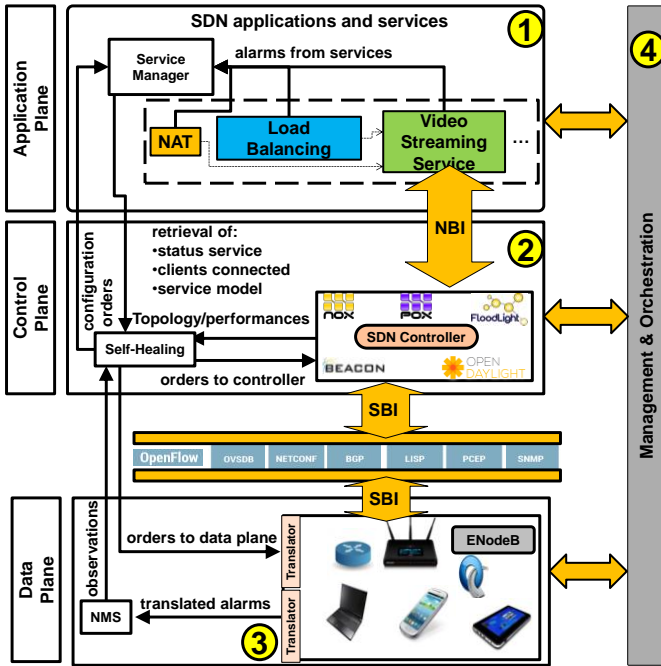 SDN applications and services
1
4
Application
Plane
Service
Manager
alarms from services
NAT
Load
Balancing
Video
Streaming
Service
...
NBI
Control
Plane
2
configuration
orders
retrieval of:
•status service
•clients connected
•service model
Topology/performances
Self-Healing
orders to controller
NOX
POX
FloodLight
SDN Controller
BEACON
OPEN
DAYLIGHT
Management & Orchestration
SBI
OpenFlow
OVSDB
NETCONF
BGP
LISP
PCEP
SNMP
SBI
Data
Plane
observations
orders to data plane
Translator
ENodeB
NMS
translated alarms
Translator
3